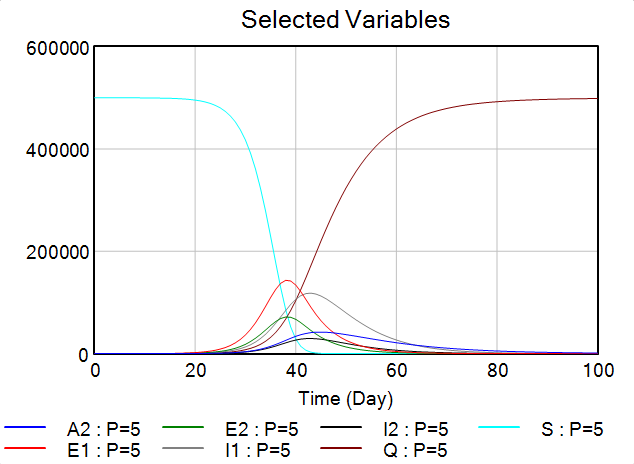 Selected Variables
600000
400000
200000
0
0 20 40 60 80 100
Time (Day)
A2 : P=5 E2 : P=5 I2 : P=5 S : P=5
E1 : P=5 I1 : P=5 Q : P=5